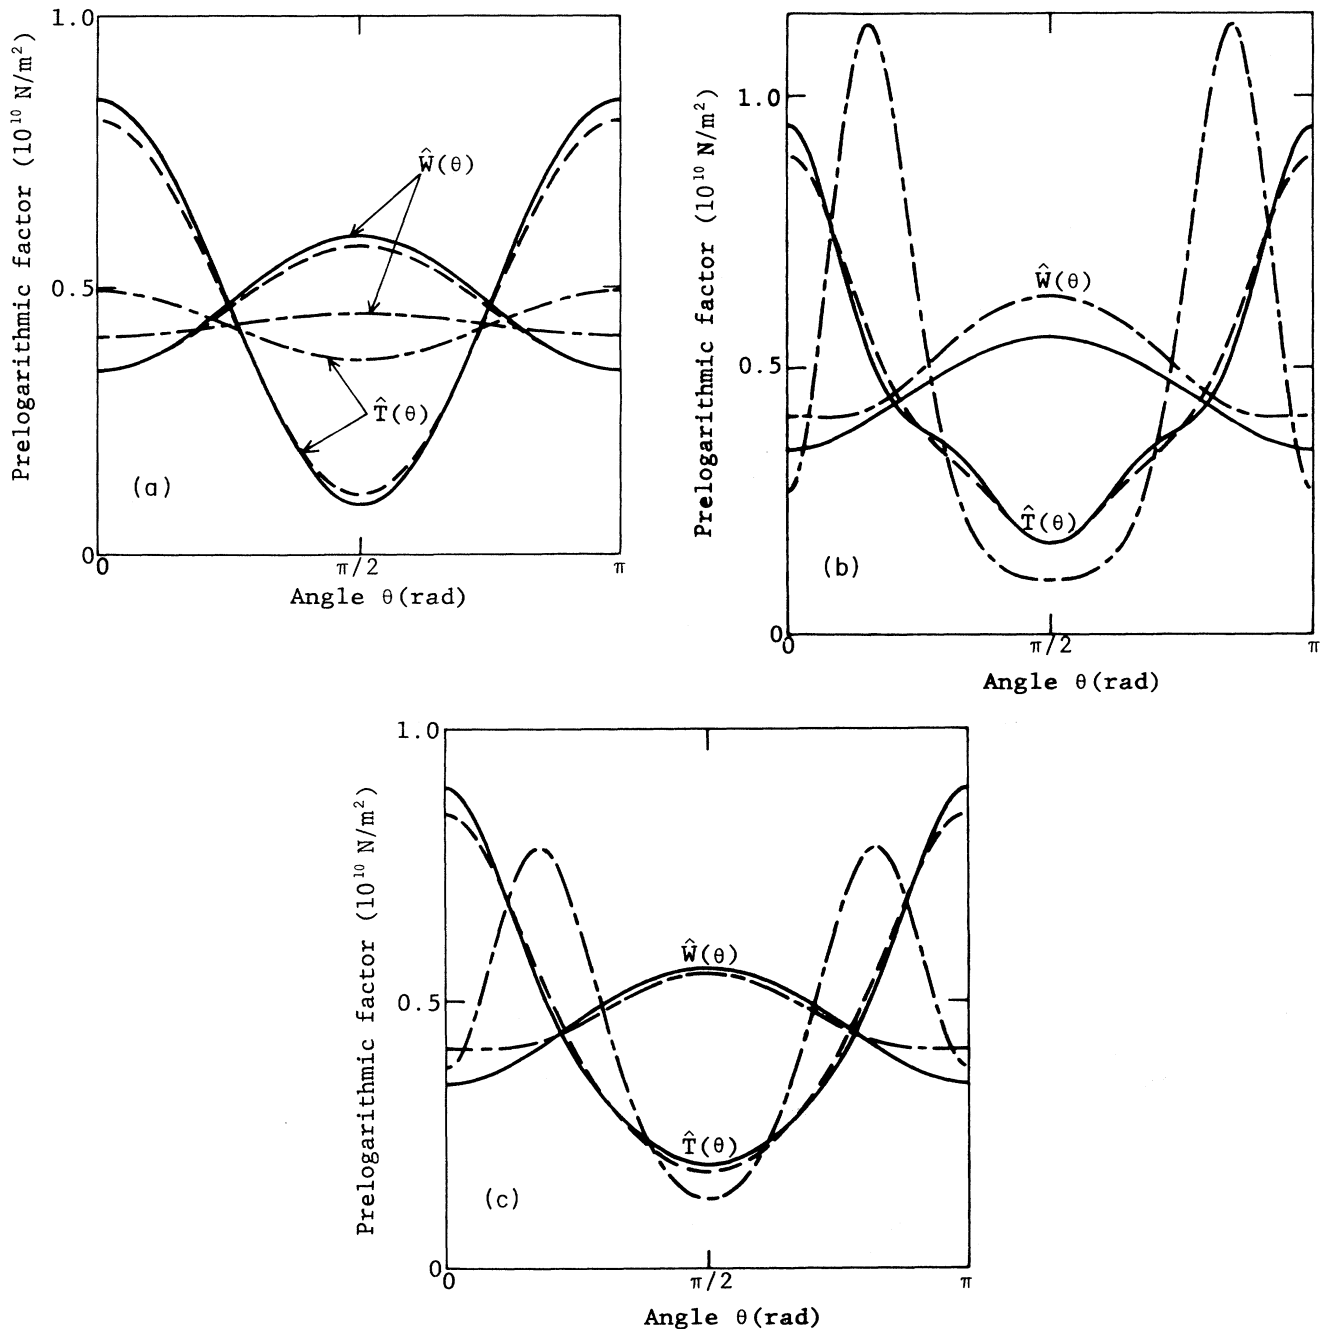 1.0
0.5
0
Prelogarithmic factor (10¹⁰ N/m²)
Ŵ(θ)
T̂(θ)
(a)
0
π/2
π
Angle θ(rad)
1.0
0.5
0
Prelogarithmic factor (10¹⁰ N/m²)
Ŵ(θ)
T̂(θ)
(b)
0
π/2
π
Angle θ(rad)
1.0
0.5
0
Prelogarithmic factor (10¹⁰ N/m²)
Ŵ(θ)
T̂(θ)
(c)
0
π/2
π
Angle θ(rad)